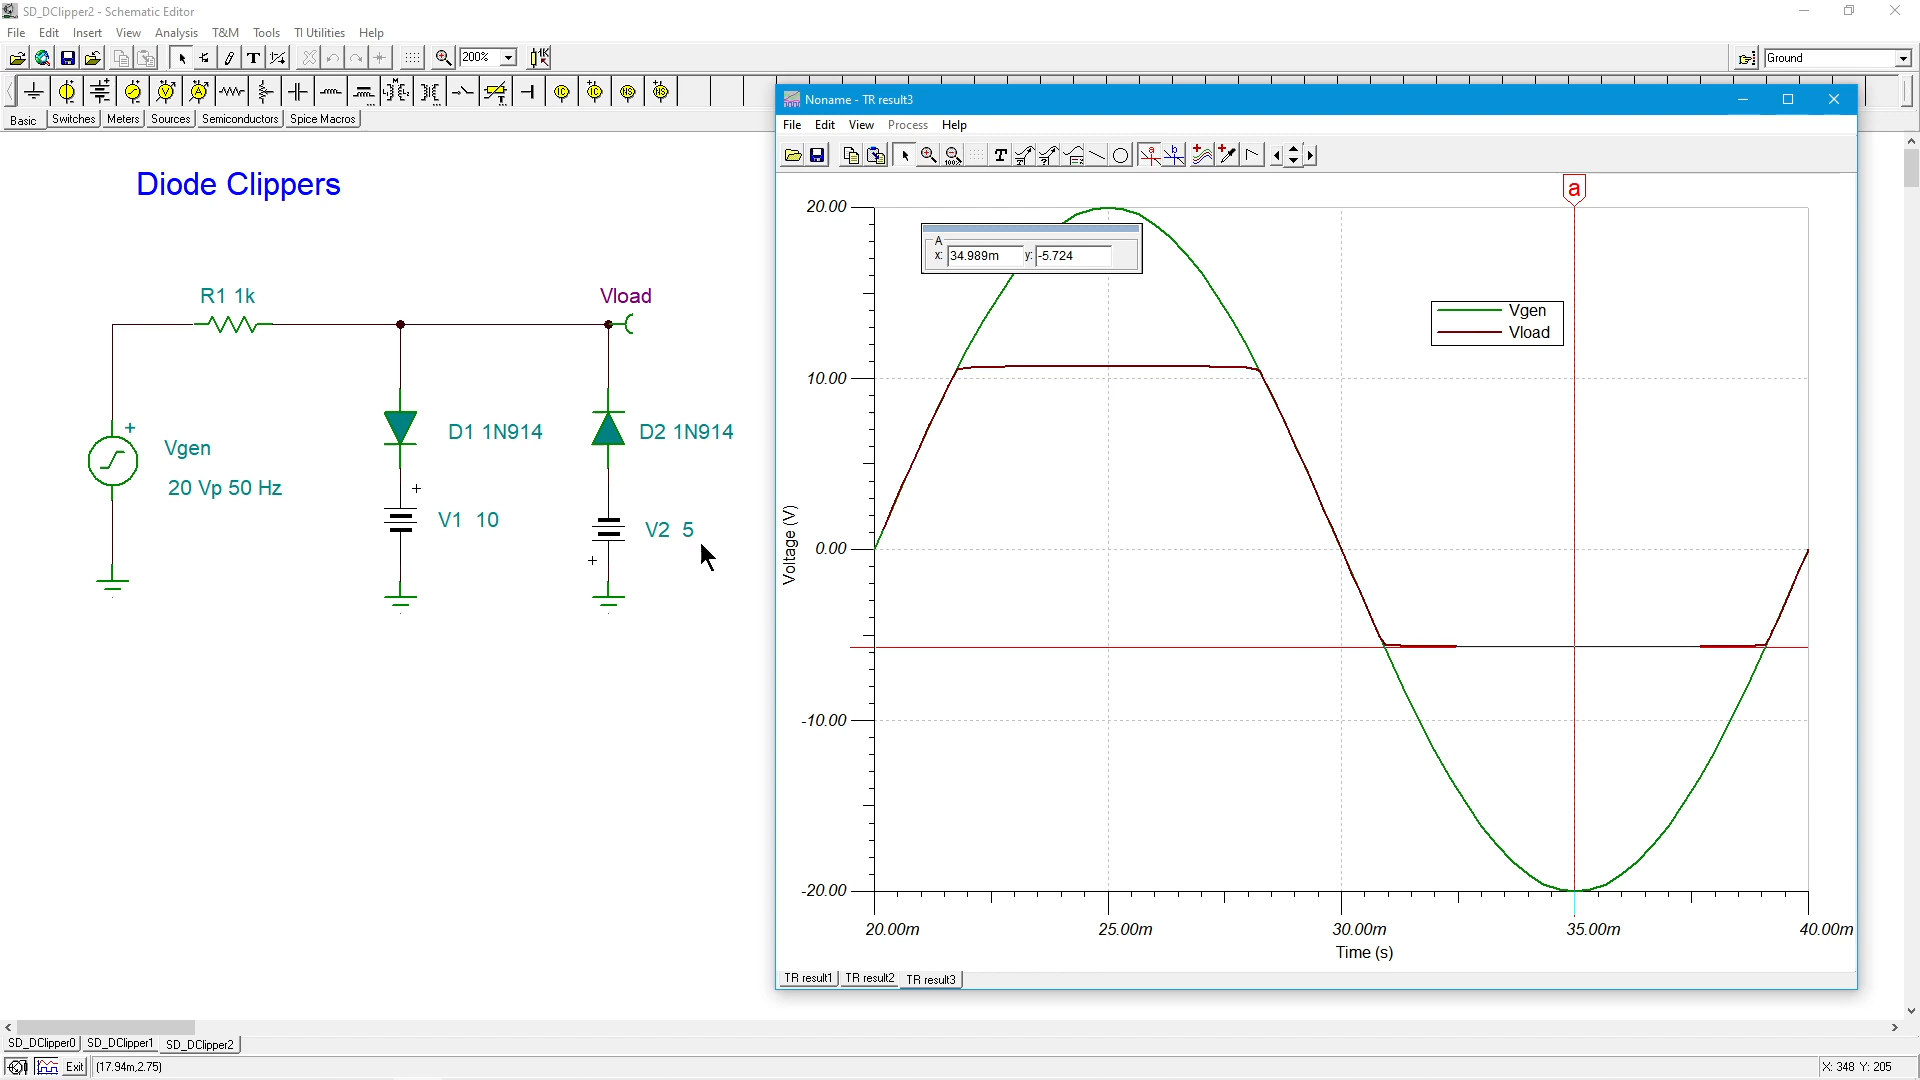 SD_DClipper2 - Schematic Editor
File Edit Insert View Analysis T&M Tools TI Utilities Help
200%
1K
Ground
Basic Switches Meters Sources Semiconductors Spice Macros
Diode Clippers
R1 1k
Vload
Vgen
20 Vp 50 Hz
D1 1N914
D2 1N914
V1 10
V2 5
Noname - TR result3
File Edit View Process Help
a
20.00
A
x: 34.989m y: -5.724
Vgen
Vload
10.00
0.00
-10.00
-20.00
Voltage (V)
20.00m 25.00m 30.00m 35.00m 40.00m
Time (s)
TR result1 TR result2 TR result3
SD_DClipper0 SD_DClipper1 SD_DClipper2
Exit (17.94m,2.75)
X: 348 Y: 205